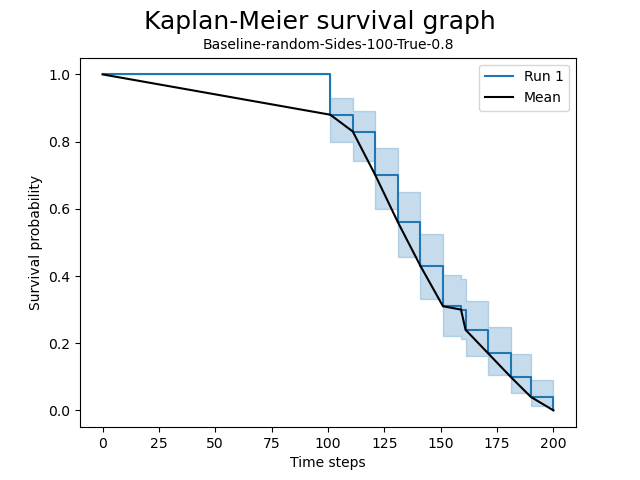 Kaplan-Meier survival graph
Baseline-random-Sides-100-True-0.8
Run 1
Mean
Survival probability
1.0
0.8
0.6
0.4
0.2
0.0
0 25 50 75 100 125 150 175 200
Time steps